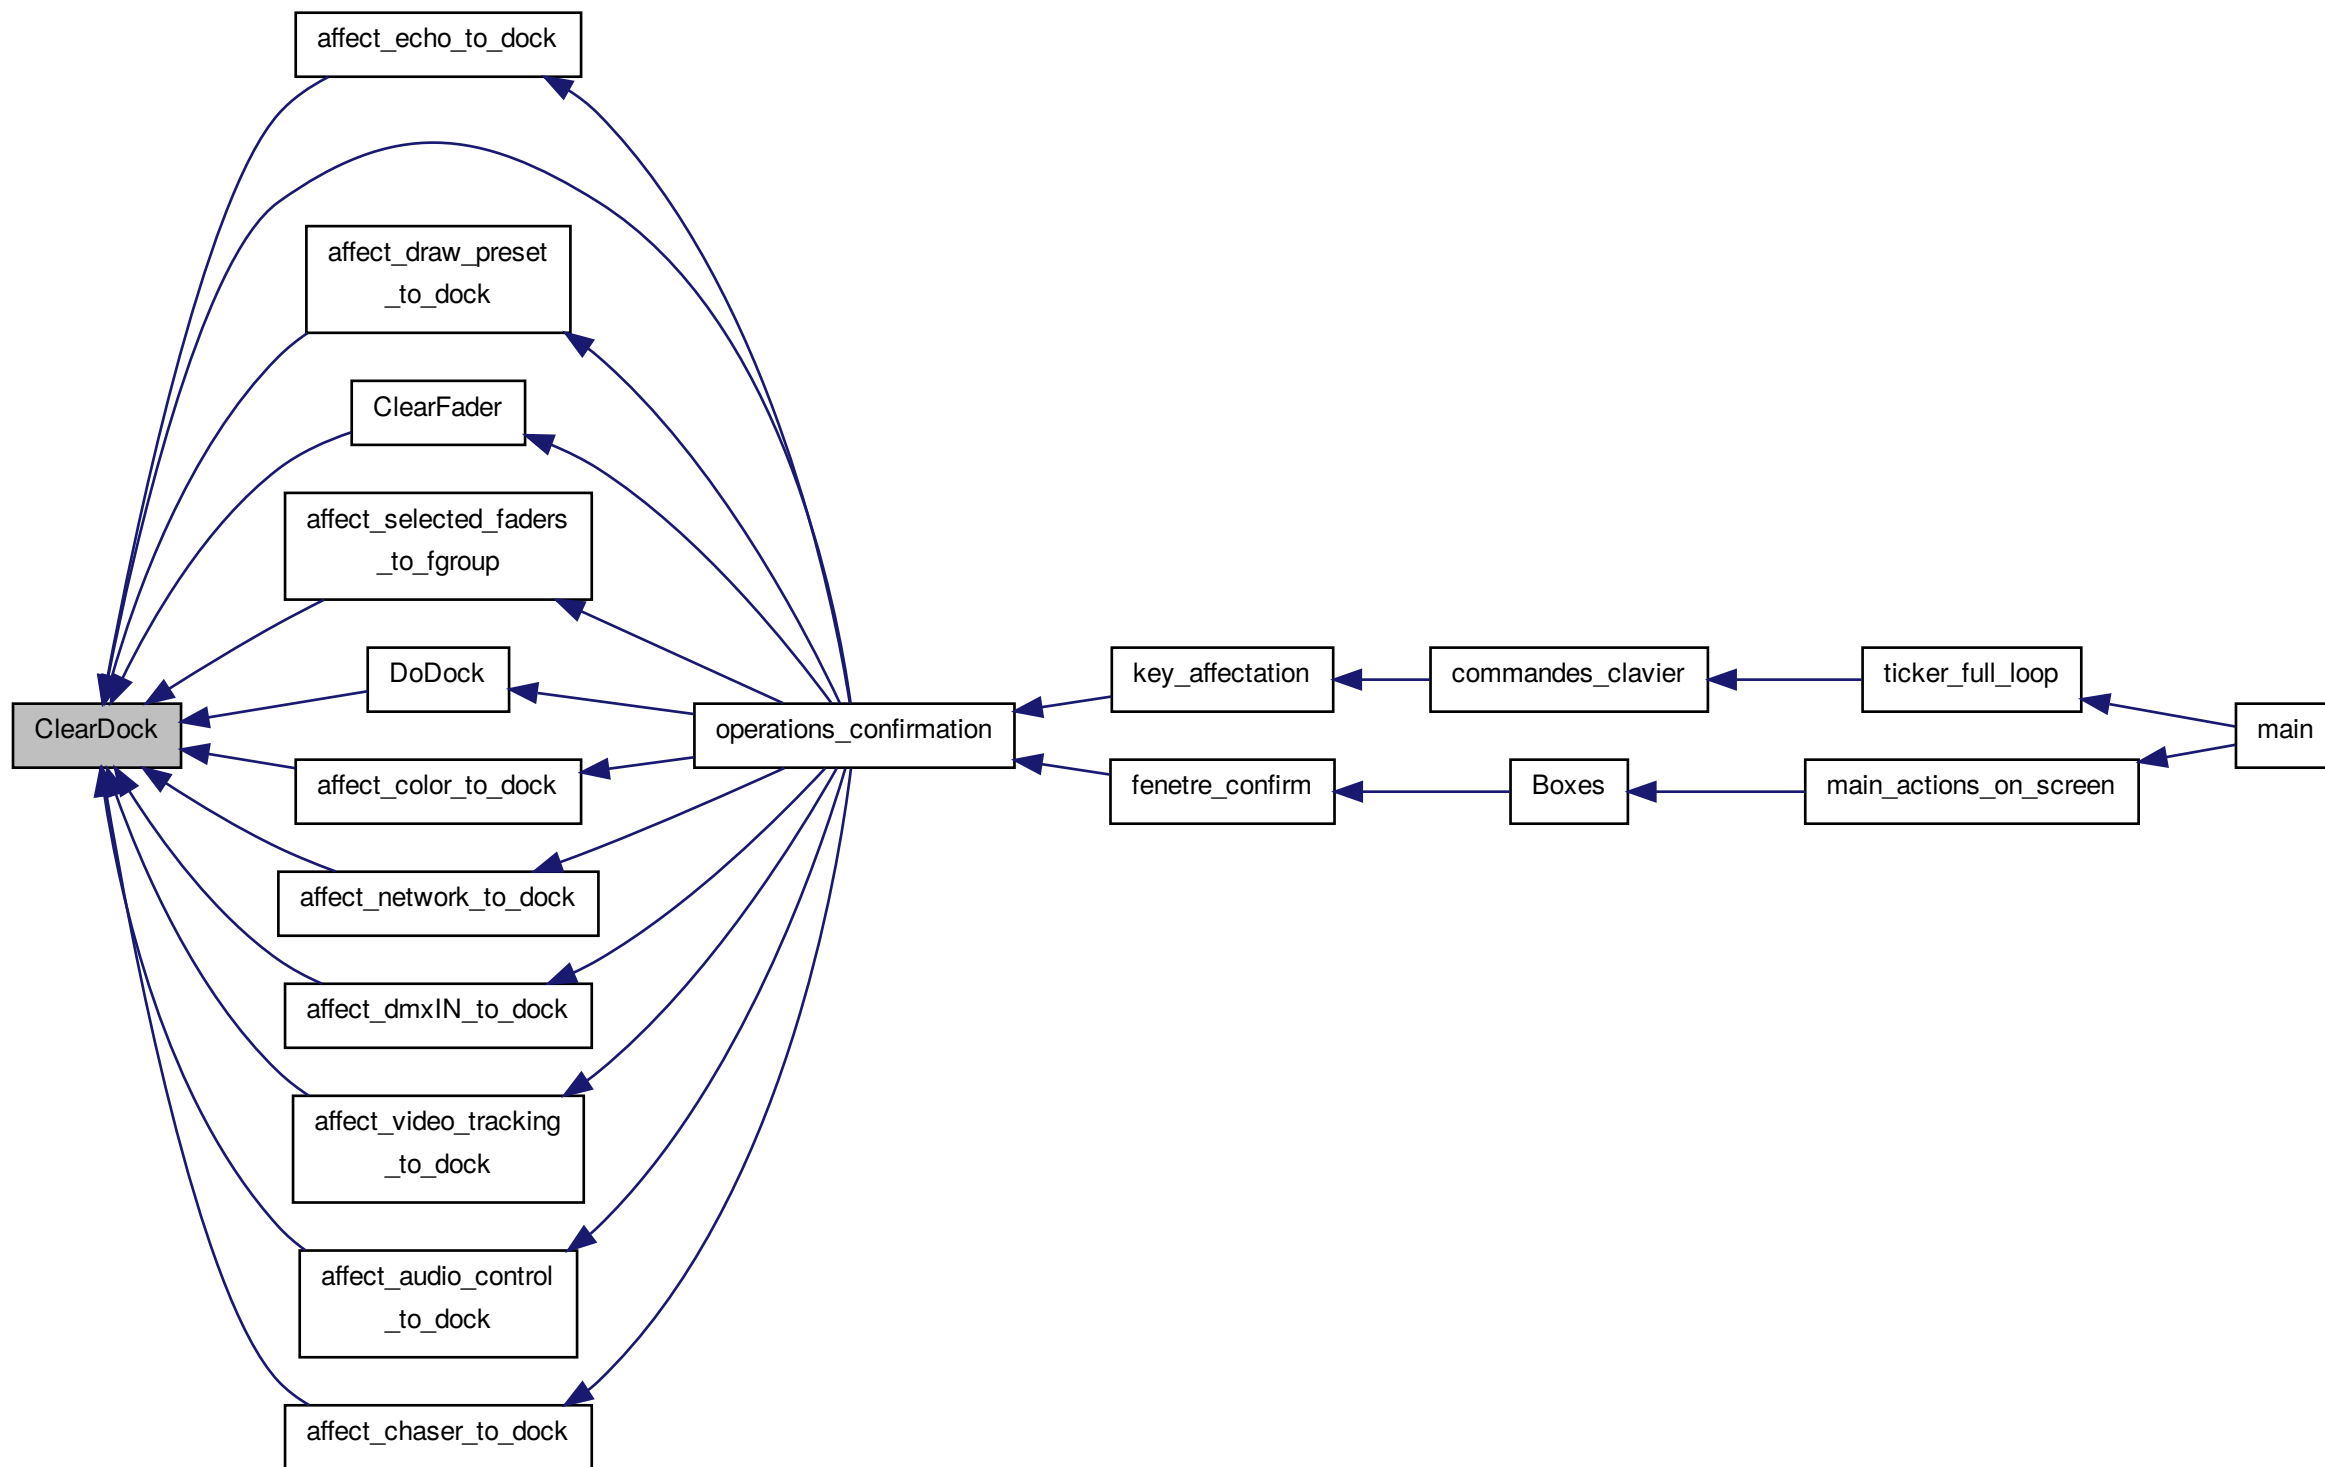 affect_echo_to_dock
affect_draw_preset
_to_dock
ClearFader
affect_selected_faders
_to_fgroup
DoDock
ClearDock
affect_color_to_dock
affect_network_to_dock
affect_dmxIN_to_dock
affect_video_tracking
_to_dock
affect_audio_control
_to_dock
affect_chaser_to_dock
operations_confirmation
key_affectation
fenetre_confirm
commandes_clavier
Boxes
ticker_full_loop
main_actions_on_screen
main